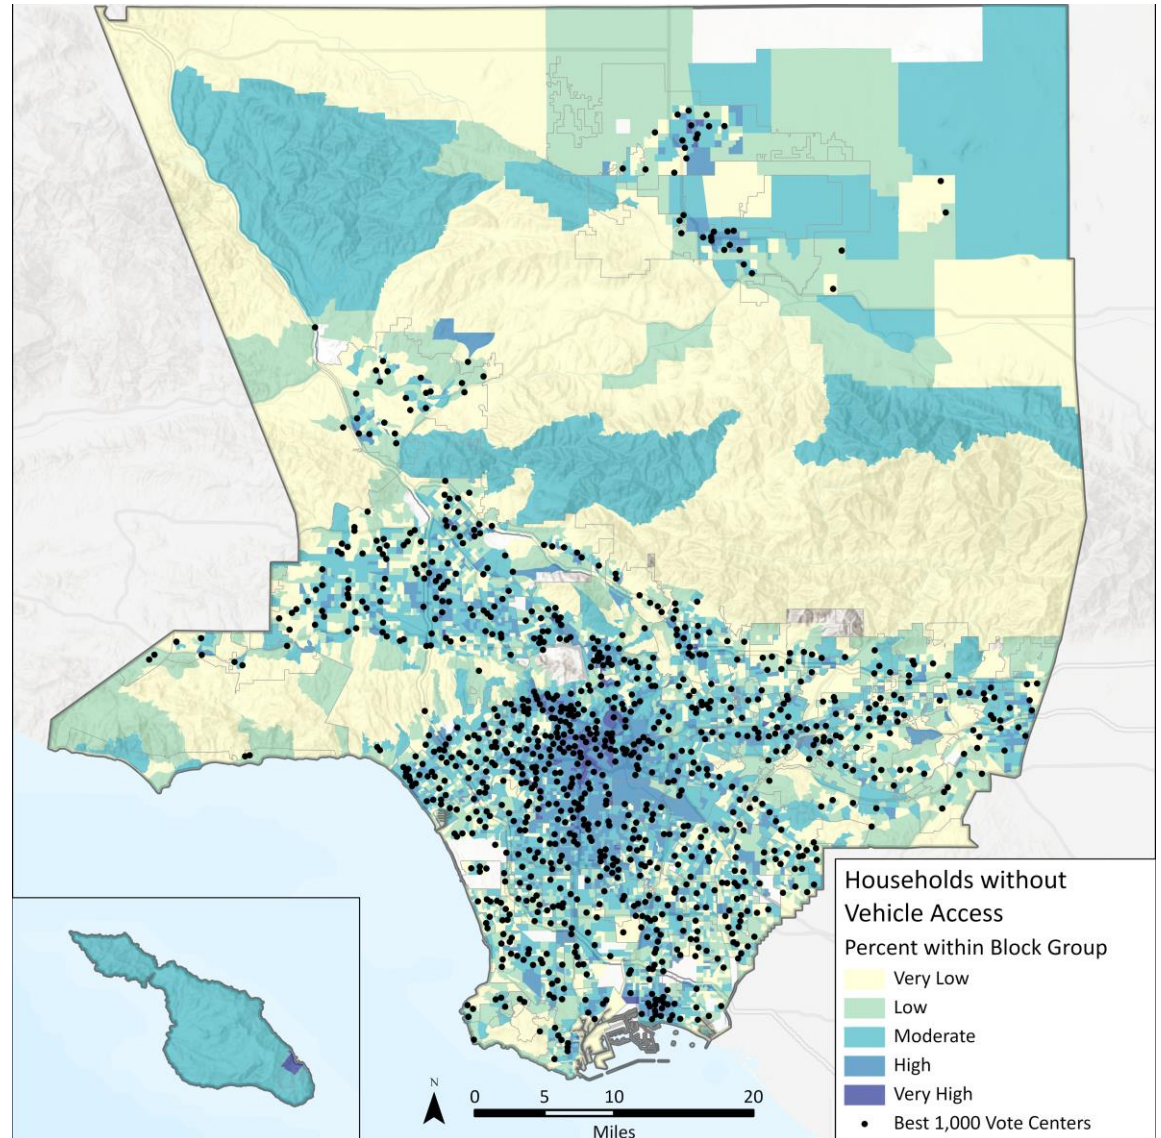 Households without
Vehicle Access
Percent within Block Group
Very Low
Low
Moderate
High
Very High
Best 1,000 Vote Centers
N
0 5 10 20
Miles